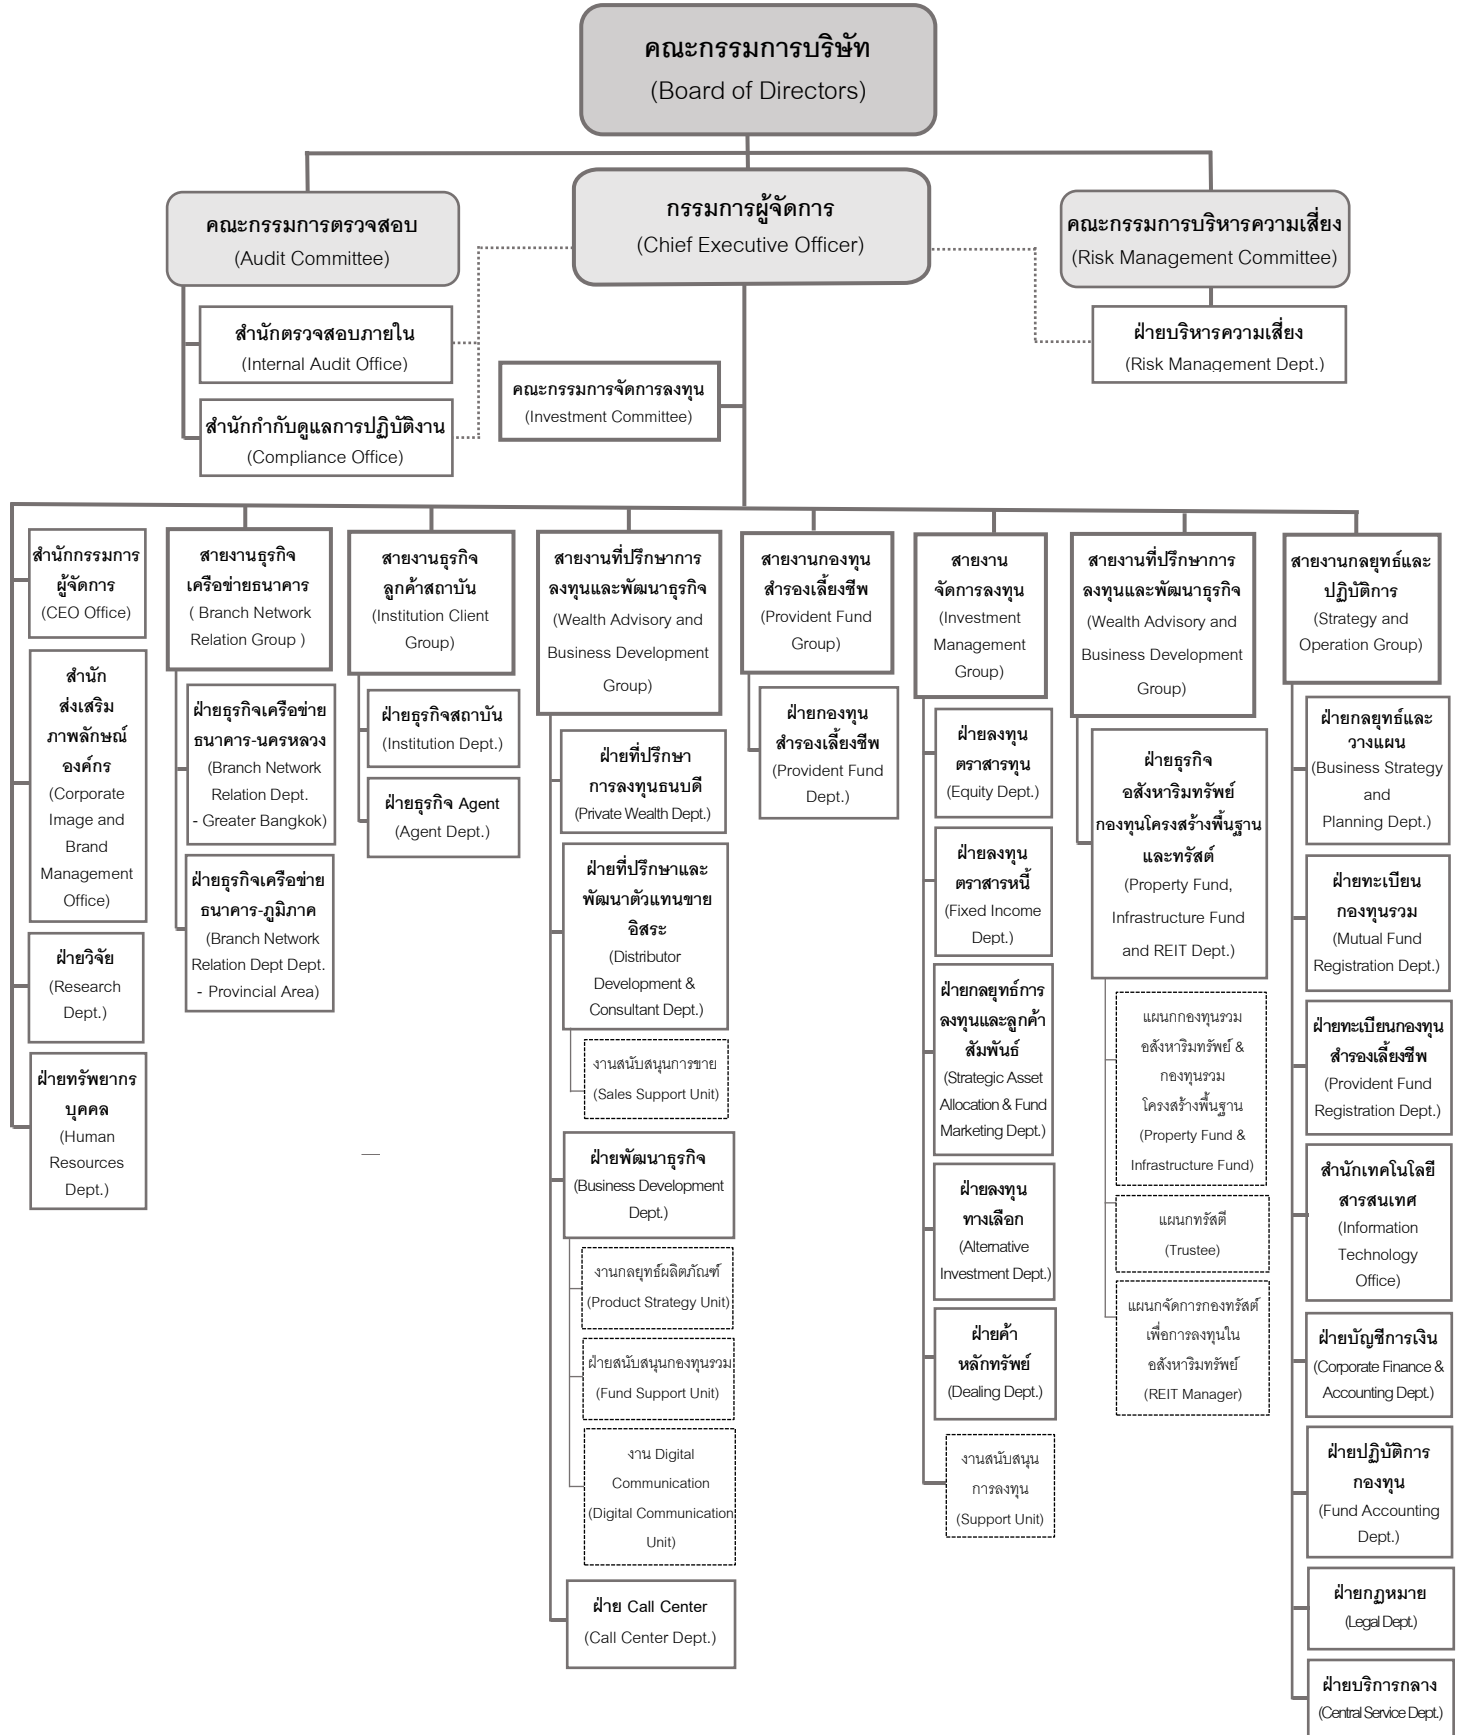 คณะกรรมการบริษัท
(Board of Directors)
คณะกรรมการตรวจสอบ
(Audit Committee)
กรรมการผู้จัดการ
(Chief Executive Officer)
คณะกรรมการบริหารความเสี่ยง
(Risk Management Committee)
สำนักตรวจสอบภายใน
(Internal Audit Office)
ฝ่ายบริหารความเสี่ยง
(Risk Management Dept.)
คณะกรรมการจัดการลงทุน
(Investment Committee)
สำนักกำกับดูแลการปฏิบัติงาน
(Compliance Office)
สำนักกรรมการ
ผู้จัดการ
(CEO Office)
สำนัก
ส่งเสริม
ภาพลักษณ์
องค์กร
(Corporate
Image and
Brand
Management
Office)
ฝ่ายวิจัย
(Research
Dept.)
ฝ่ายทรัพยากร
บุคคล
(Human
Resources
Dept.)
สายงานธุรกิจ
เครือข่ายธนาคาร
( Branch Network
Relation Group )
ฝ่ายธุรกิจเครือข่าย
ธนาคาร-นครหลวง
(Branch Network
Relation Dept.
- Greater Bangkok)
ฝ่ายธุรกิจเครือข่าย
ธนาคาร-ภูมิภาค
(Branch Network
Relation Dept Dept.
- Provincial Area)
สายงานธุรกิจ
ลูกค้าสถาบัน
(Institution Client
Group)
ฝ่ายธุรกิจสถาบัน
(Institution Dept.)
ฝ่ายธุรกิจ Agent
(Agent Dept.)
สายงานที่ปรึกษาการ
ลงทุนและพัฒนาธุรกิจ
(Wealth Advisory and
Business Development
Group)
ฝ่ายที่ปรึกษา
การลงทุนธนบดี
(Private Wealth Dept.)
ฝ่ายที่ปรึกษาและ
พัฒนาตัวแทนขาย
อิสระ
(Distributor
Development &
Consultant Dept.)
งานสนับสนุนการขาย
(Sales Support Unit)
ฝ่ายพัฒนาธุรกิจ
(Business Development
Dept.)
งานกลยุทธ์ผลิตภัณฑ์
(Product Strategy Unit)
ฝ่ายสนับสนุนกองทุนรวม
(Fund Support Unit)
งาน Digital
Communication
(Digital Communication
Unit)
ฝ่าย Call Center
(Call Center Dept.)
สายงานกองทุน
สำรองเลี้ยงชีพ
(Provident Fund
Group)
ฝ่ายกองทุน
สำรองเลี้ยงชีพ
(Provident Fund
Dept.)
สายงาน
จัดการลงทุน
(Investment
Management
Group)
ฝ่ายลงทุน
ตราสารทุน
(Equity Dept.)
ฝ่ายลงทุน
ตราสารหนี้
(Fixed Income
Dept.)
ฝ่ายกลยุทธ์การ
ลงทุนและลูกค้า
สัมพันธ์
(Strategic Asset
Allocation & Fund
Marketing Dept.)
ฝ่ายลงทุน
ทางเลือก
(Alternative
Investment Dept.)
ฝ่ายค้า
หลักทรัพย์
(Dealing Dept.)
งานสนับสนุน
การลงทุน
(Support Unit)
สายงานที่ปรึกษาการ
ลงทุนและพัฒนาธุรกิจ
(Wealth Advisory and
Business Development
Group)
ฝ่ายธุรกิจ
อสังหาริมทรัพย์
กองทุนโครงสร้างพื้นฐาน
และทรัสต์
(Property Fund,
Infrastructure Fund
and REIT Dept.)
แผนกกองทุนรวม
อสังหาริมทรัพย์ &
กองทุนรวม
โครงสร้างพื้นฐาน
(Property Fund &
Infrastructure Fund)
แผนกทรัสตี
(Trustee)
แผนกจัดการกองทรัสต์
เพื่อการลงทุนใน
อสังหาริมทรัพย์
(REIT Manager)
สายงานกลยุทธ์และ
ปฏิบัติการ
(Strategy and
Operation Group)
ฝ่ายกลยุทธ์และ
วางแผน
(Business Strategy
and
Planning Dept.)
ฝ่ายทะเบียน
กองทุนรวม
(Mutual Fund
Registration Dept.)
ฝ่ายทะเบียนกองทุน
สำรองเลี้ยงชีพ
(Provident Fund
Registration Dept.)
สำนักเทคโนโลยี
สารสนเทศ
(Information
Technology
Office)
ฝ่ายบัญชีการเงิน
(Corporate Finance &
Accounting Dept.)
ฝ่ายปฏิบัติการ
กองทุน
(Fund Accounting
Dept.)
ฝ่ายกฎหมาย
(Legal Dept.)
ฝ่ายบริการกลาง
(Central Service Dept.)